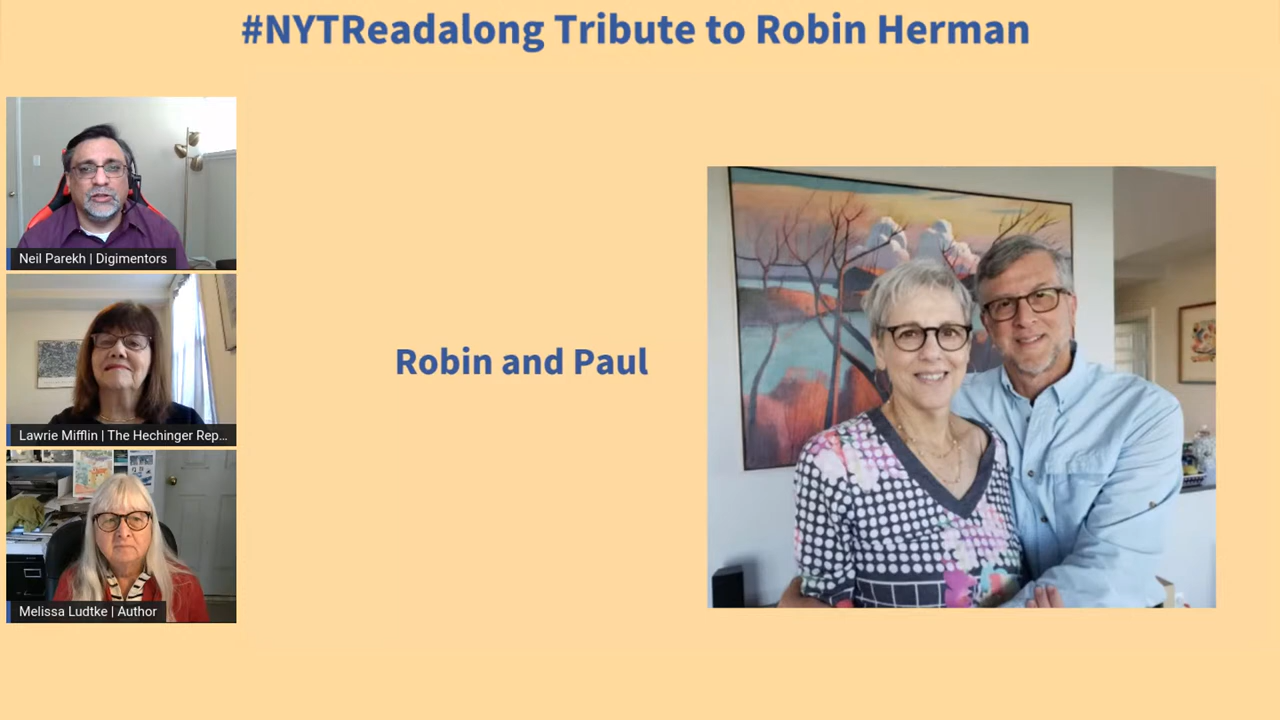 #NYTReadalong Tribute to Robin Herman
Neil Parekh | Digimentors
Lawrie Mifflin | The Hechinger Rep...
Melissa Ludtke | Author
Robin and Paul